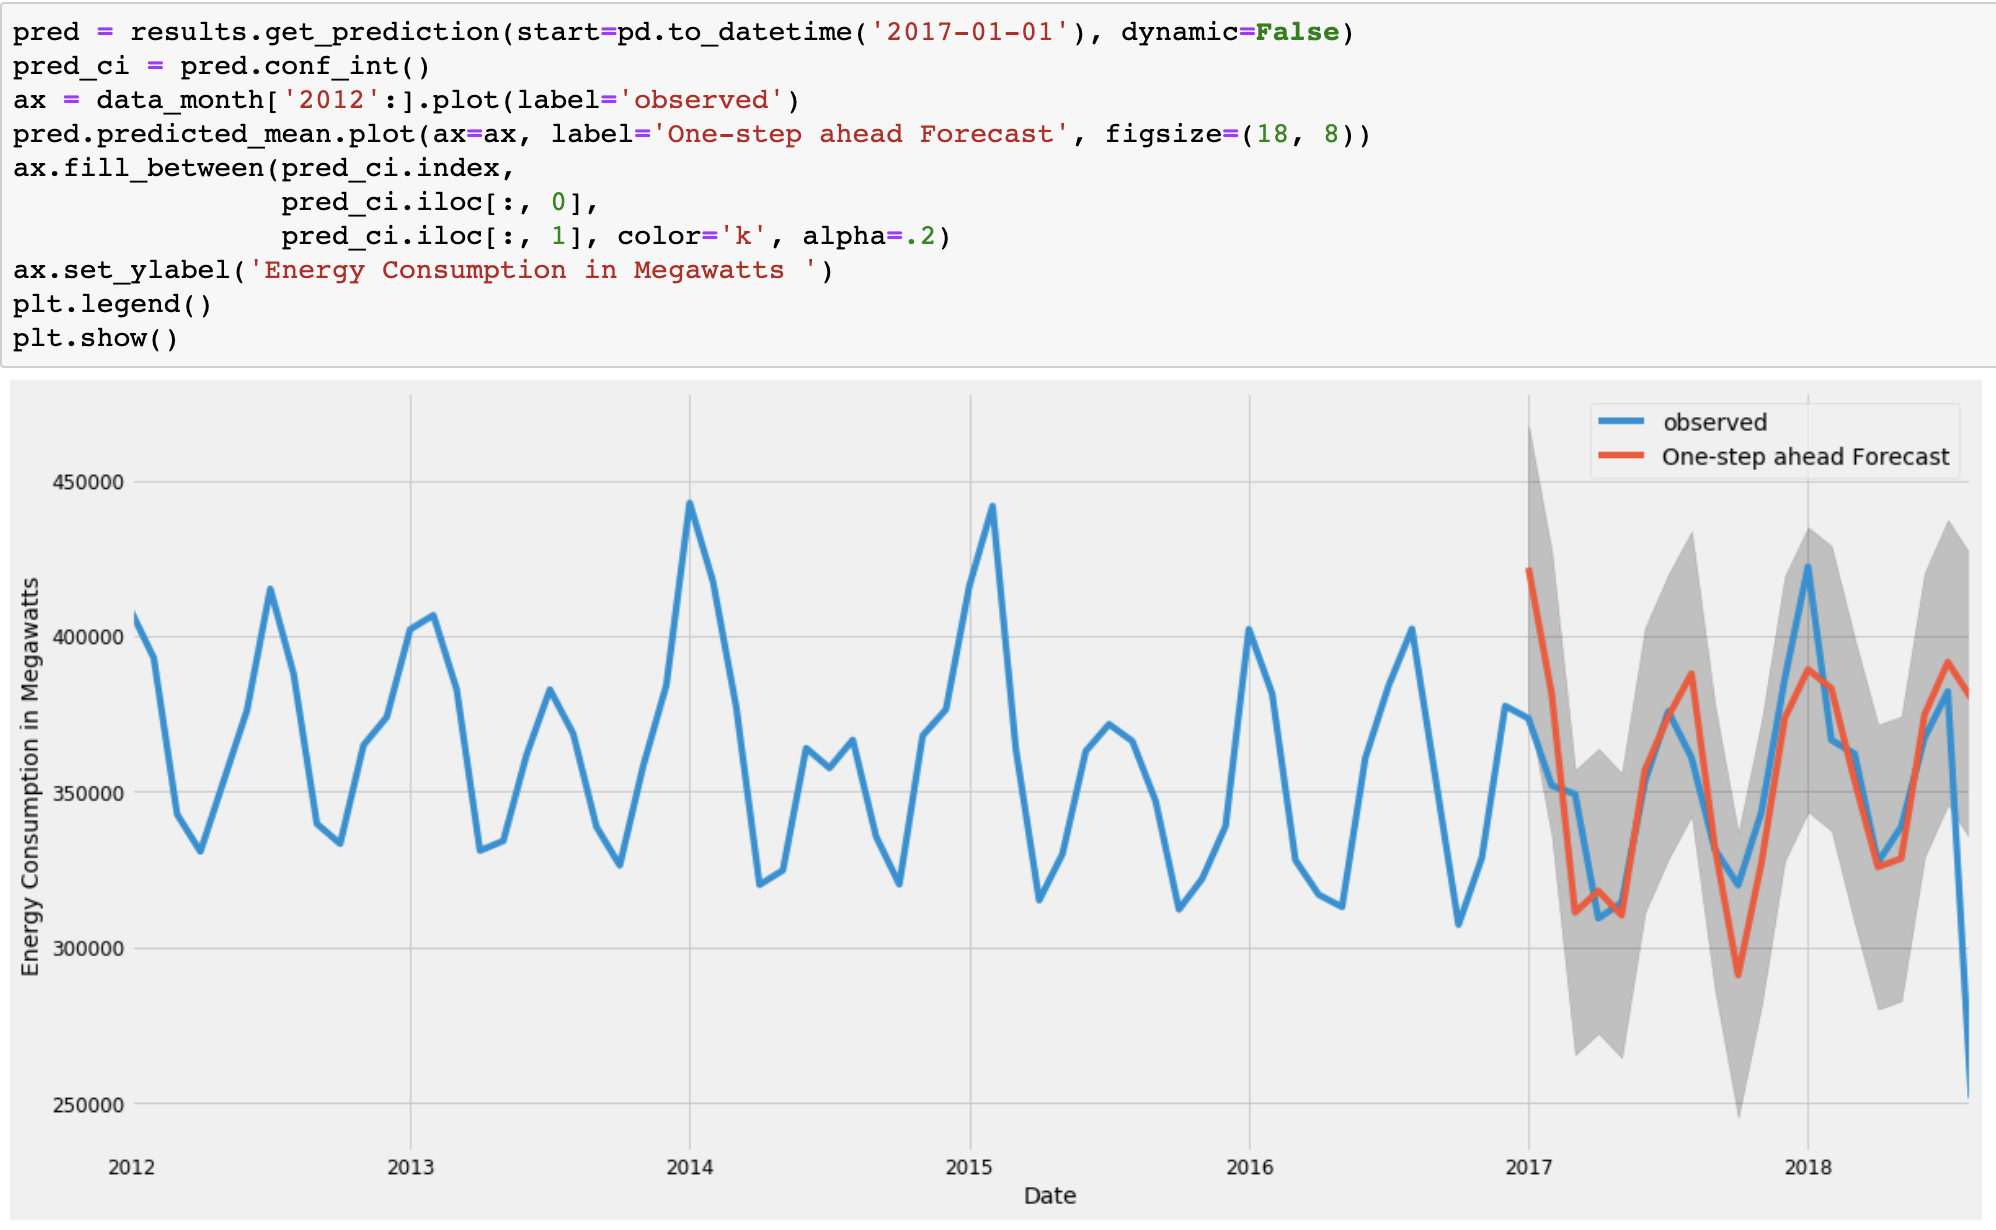 pred = results.get_prediction(start=pd.to_datetime('2017-01-01'), dynamic=False)
pred_ci = pred.conf_int()
ax = data_month['2012':].plot(label='observed')
pred.predicted_mean.plot(ax=ax, label='One-step ahead Forecast', figsize=(18, 8))
ax.fill_between(pred_ci.index,
                pred_ci.iloc[:, 0],
                pred_ci.iloc[:, 1], color='k', alpha=.2)
ax.set_ylabel('Energy Consumption in Megawatts ')
plt.legend()
plt.show()
observed
One-step ahead Forecast
450000
400000
350000
300000
250000
Energy Consumption in Megawatts
2012 2013 2014 2015 2016 2017 2018
Date